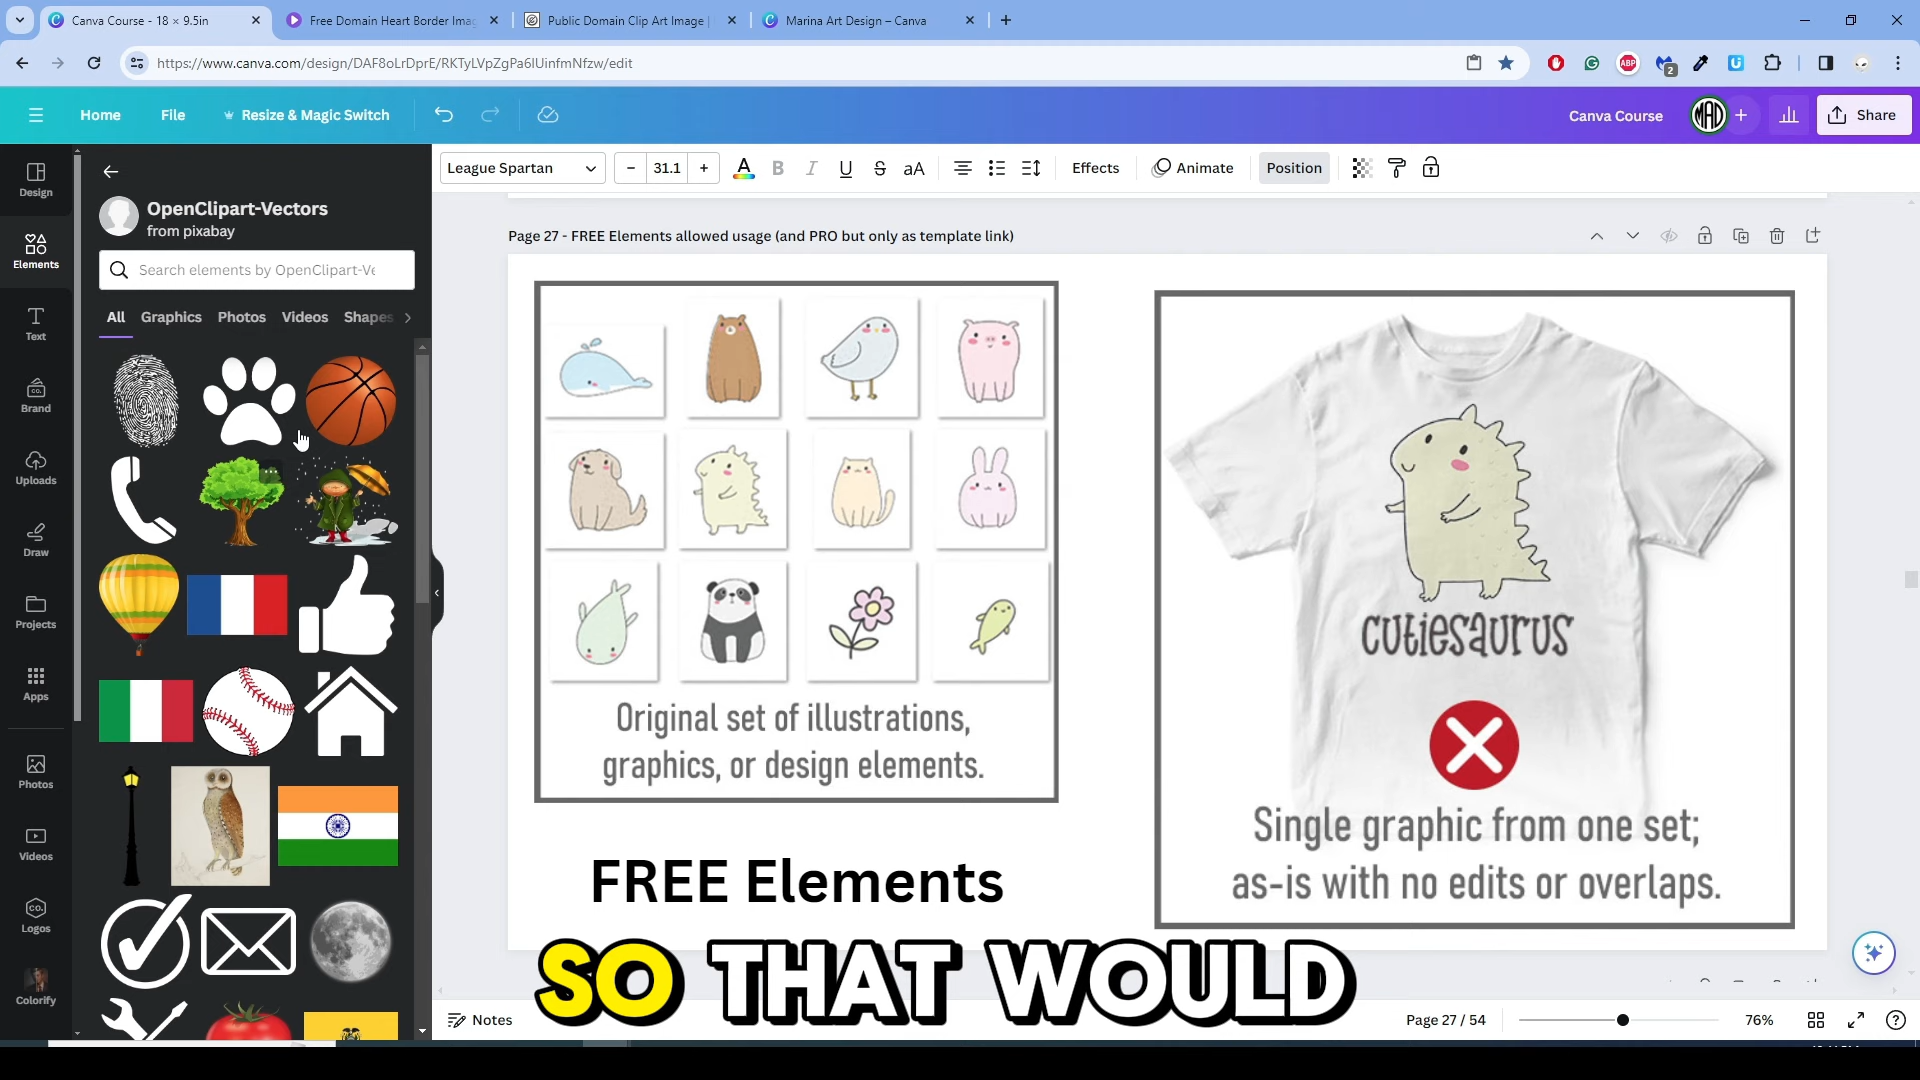 Canva Course - 18 × 9.5in
Free Domain Heart Border Imag
Public Domain Clip Art Image |
Marina Art Design – Canva
https://www.canva.com/design/DAF8oLrDprE/RKTyLVpZgPa6IUinfmNfzw/edit
ABP
2
Home
File
Resize & Magic Switch
Canva Course
MAD
Share
League Spartan
31.1
A
B
I
U
S
aA
Effects
Animate
Position
Design
Elements
Text
Brand
Uploads
Draw
Projects
Apps
Photos
Videos
Logos
Colorify
OpenClipart-Vectors
from pixabay
Search elements by OpenClipart-Ve
All
Graphics
Photos
Videos
Shapes
Page 27 - FREE Elements allowed usage (and PRO but only as template link)
Original set of illustrations,
graphics, or design elements.
FREE Elements
cutiesaurus
Single graphic from one set;
as-is with no edits or overlaps.
SO THAT WOULD
Notes
Page 27 / 54
76%